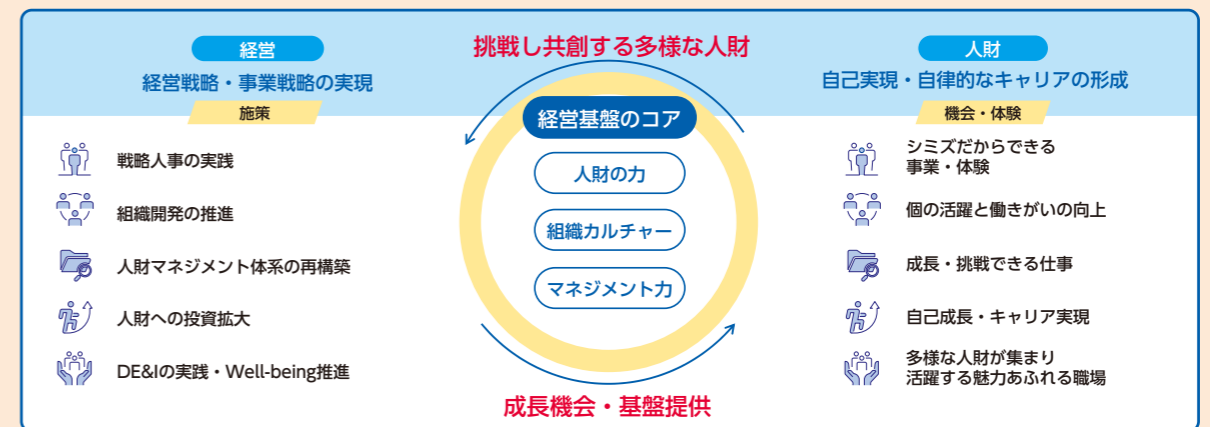 経営
経営戦略・事業戦略の実現
施策
戦略人事の実践
組織開発の推進
人財マネジメント体系の再構築
人財への投資拡大
DE&Iの実践・Well-being推進
挑戦し共創する多様な人財
経営基盤のコア
人財の力
組織カルチャー
マネジメント力
成長機会・基盤提供
人財
自己実現・自律的なキャリアの形成
機会・体験
シミズだからできる
事業・体験
個の活躍と働きがいの向上
成長・挑戦できる仕事
自己成長・キャリア実現
多様な人財が集まり
活躍する魅力あふれる職場